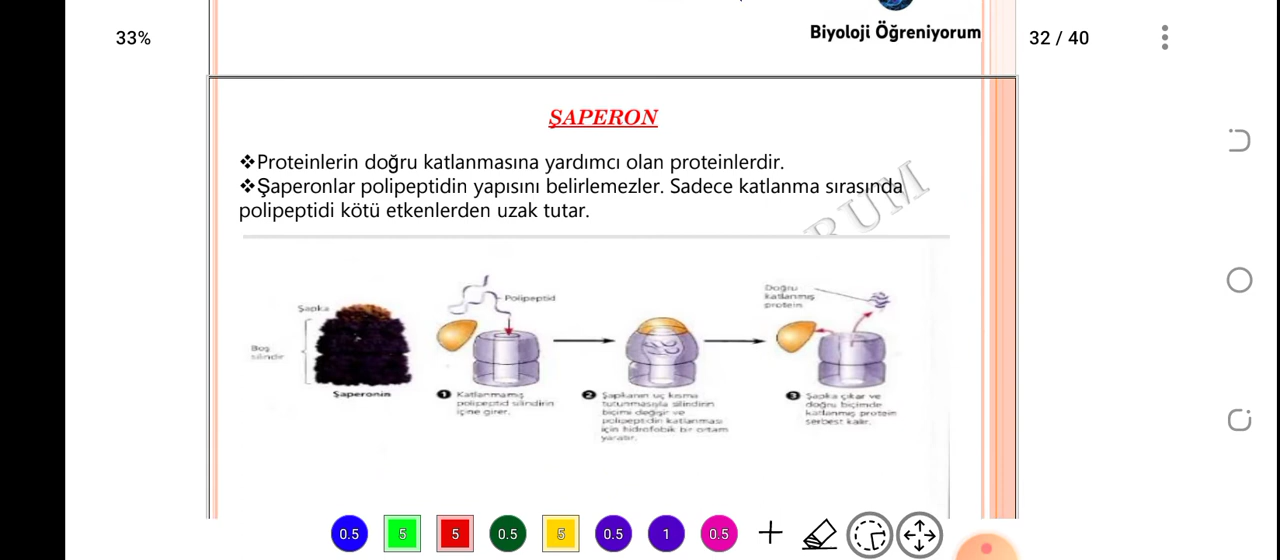 Biyoloji Öğreniyorum
33%
32 / 40
ŞAPERON
❖Proteinlerin doğru katlanmasına yardımcı olan proteinlerdir.
❖Şaperonlar polipeptidin yapısını belirlemezler. Sadece katlanma sırasında
polipeptidi kötü etkenlerden uzak tutar.
RUM
Doğru
katlanmış
protein
Polipeptid
Şapka
Boş
silindir
Şaperonin
1 Katlanmamış
polipeptid silindirin
içine girer.
2 Şapkanın uç kısma
tutunmasıyla silindirin
biçimi değişir ve
polipeptidin katlanması
için hidrofobik bir ortam
yaratır.
3 Şapka çıkar ve
doğru biçimde
katlanmış protein
serbest kalır.
0.5 5 5 0.5 5 0.5 1 0.5